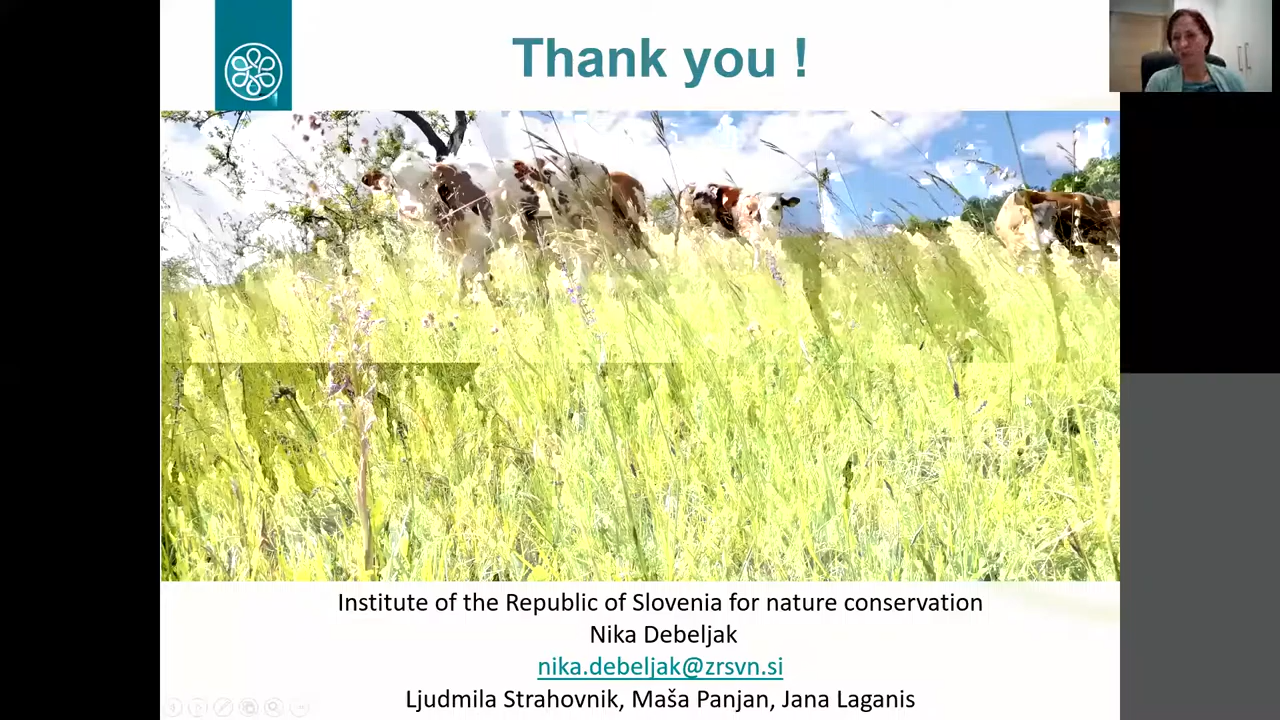 Thank you !
Institute of the Republic of Slovenia for nature conservation
Nika Debeljak
nika.debeljak@zrsvn.si
Ljudmila Strahovnik, Maša Panjan, Jana Laganis